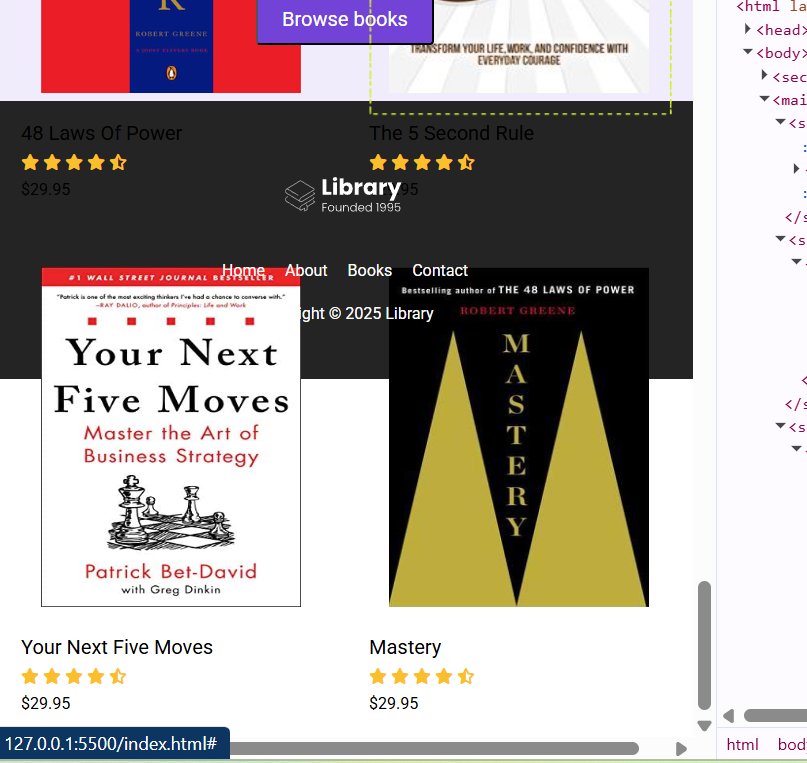 R
ROBERT GREENE
Browse books
TRANSFORM YOUR LIFE, WORK, AND CONFIDENCE WITH
EVERYDAY COURAGE
48 Laws Of Power
The 5 Second Rule
$29.95
95
Library
Founded 1995
Home About Books Contact
ight © 2025 Library
#1 WALL STREET JOURNAL BESTSELLER
"Patrick is one of the most exciting thinkers I've had a chance to converse with."
—RAY DALIO, author of Principles: Life and Work
Your Next
Five Moves
Master the Art of
Business Strategy
Patrick Bet-David
with Greg Dinkin
Bestselling author of THE 48 LAWS OF POWER
ROBERT GREENE
MASTERY
Your Next Five Moves
Mastery
$29.95
$29.95
127.0.0.1:5500/index.html#
<html la
<head>
<body>
<sec
<mai
<s
:
:
</s
<s
<
</s
<s
html bod